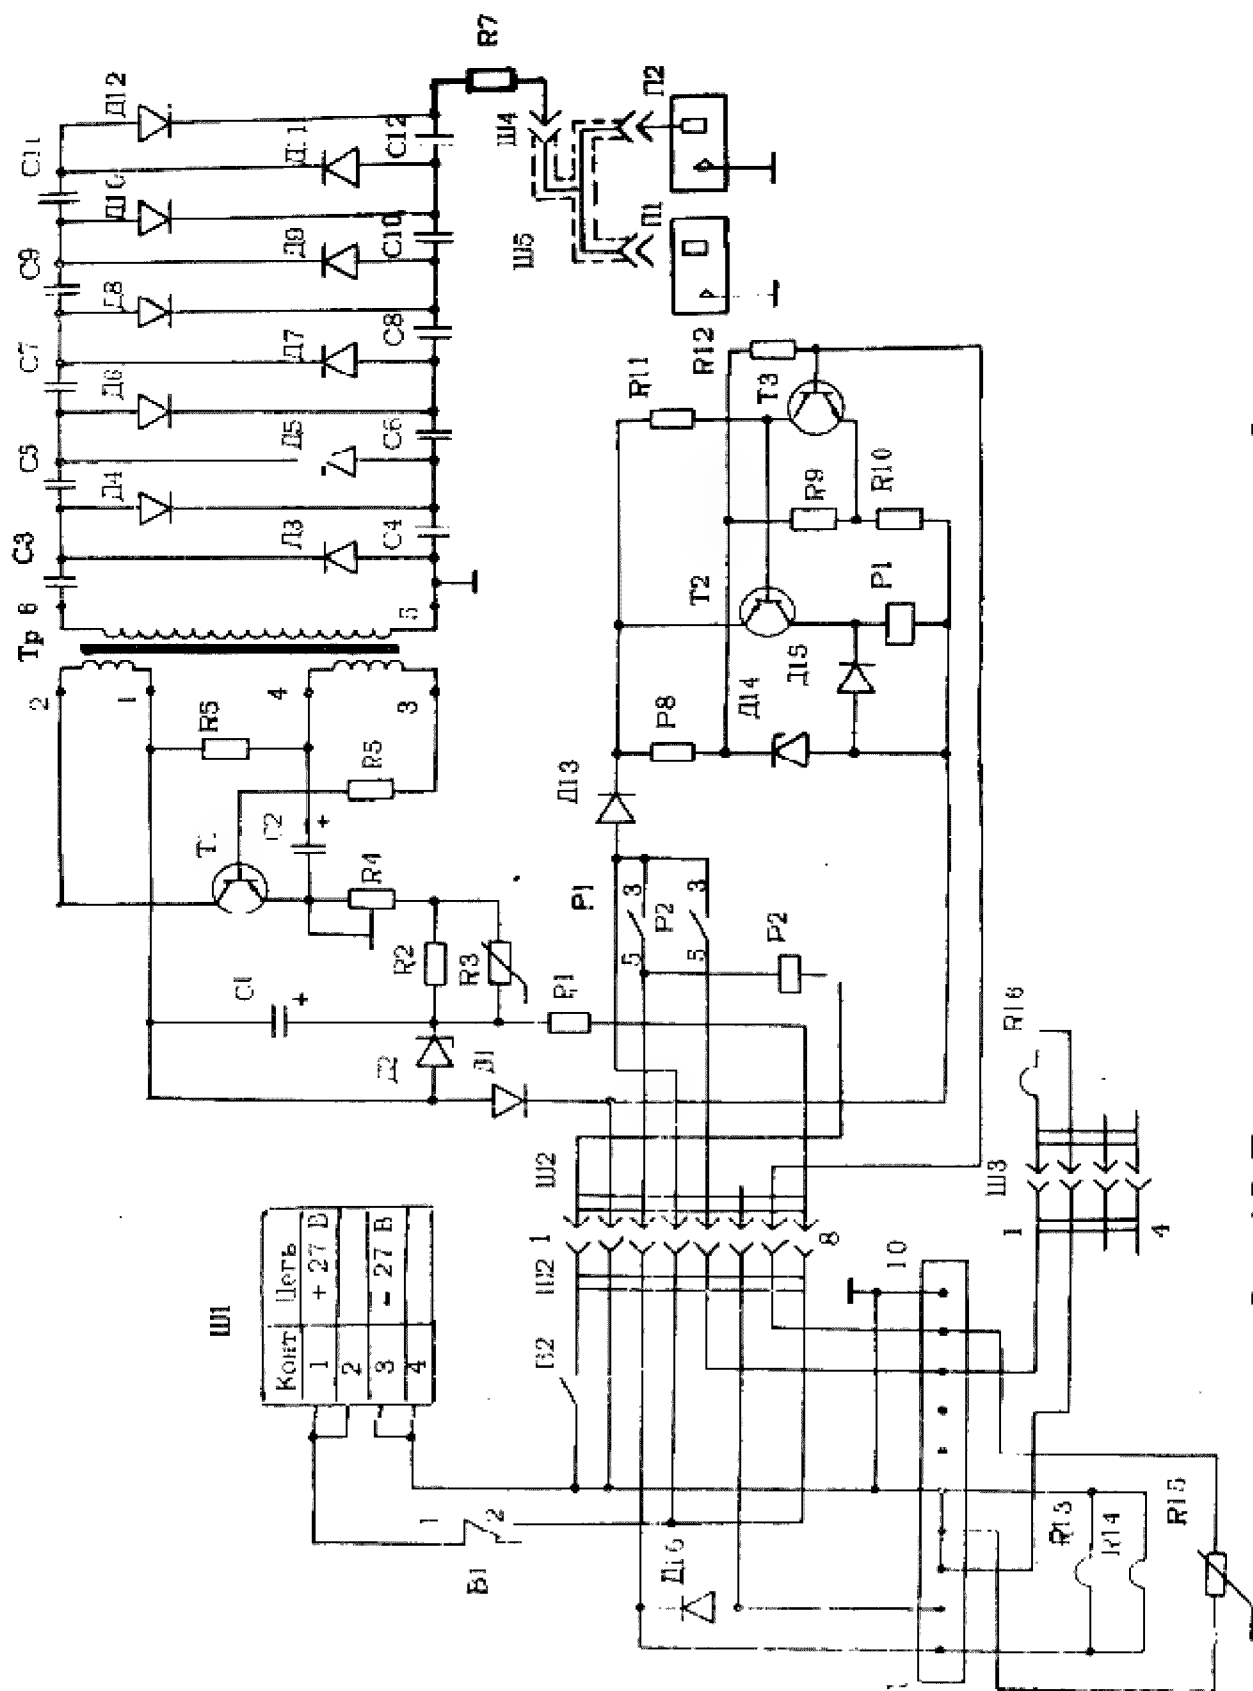 R7
Д12
С11
Д11
С12
Д10
С9
Д9
С10
Д8
С7
Д7
С8
Д6
С5
Д5
С6
Д4
С3
Д3
С4
Тр
6
5
2
1
4
3
Ш4
Ш5
П2
П1
R5
R5
Т1
С2
+
R4
R2
R3
С1
+
Д2
Д1
R1
R11
R12
Т3
R9
R10
Т2
Р1
Д15
Д14
Р8
Д13
Р1
3
5
Р2
3
5
Р2
R16
Ш2
1
8
Ш2
Ш3
1
4
Ш1
Конт
Цепь
1
+ 27 В
2
3
- 27 В
4
В2
10
В1
1
2
Д16
R13
R14
R15